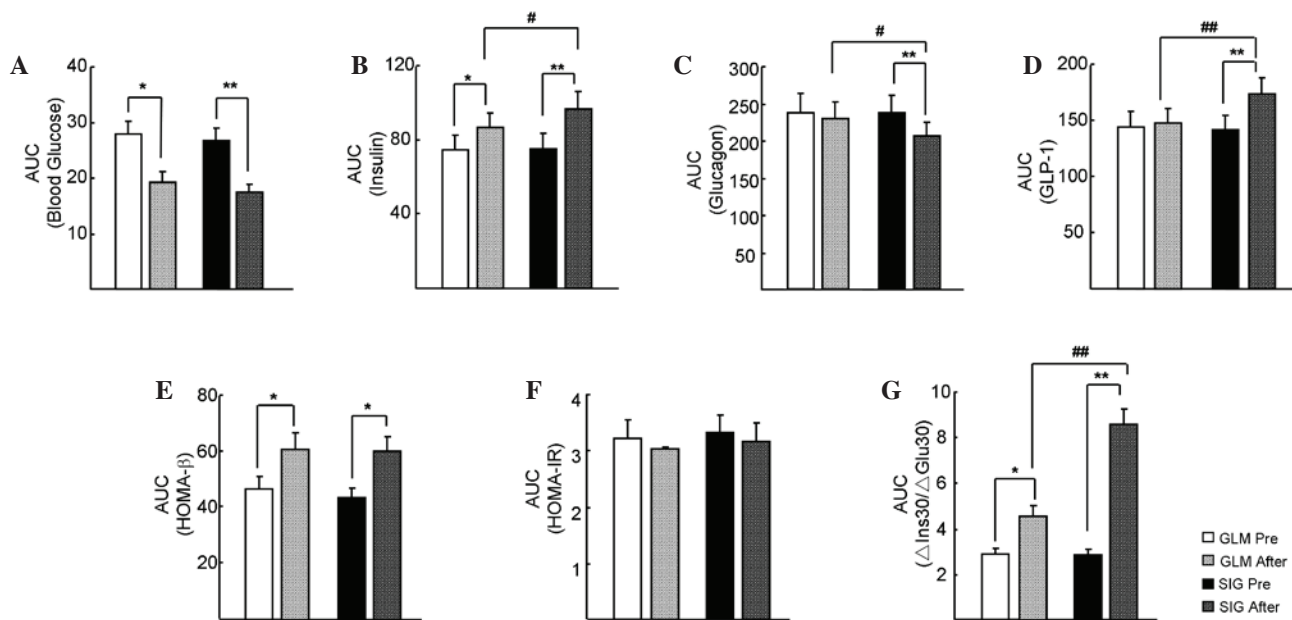 A
AUC
(Blood Glucose)
40
30
20
10
*
**
B
AUC
(Insulin)
120
80
40
*
**
#
C
AUC
(Glucagon)
300
250
200
250
100
50
**
#
D
AUC
(GLP-1)
200
150
100
50
**
##
E
AUC
(HOMA-β)
80
60
40
20
*
*
F
AUC
(HOMA-IR)
4
3
2
1
G
AUC
(△Ins30/△Glu30)
10
8
6
4
2
*
**
##
GLM Pre
GLM After
SIG Pre
SIG After